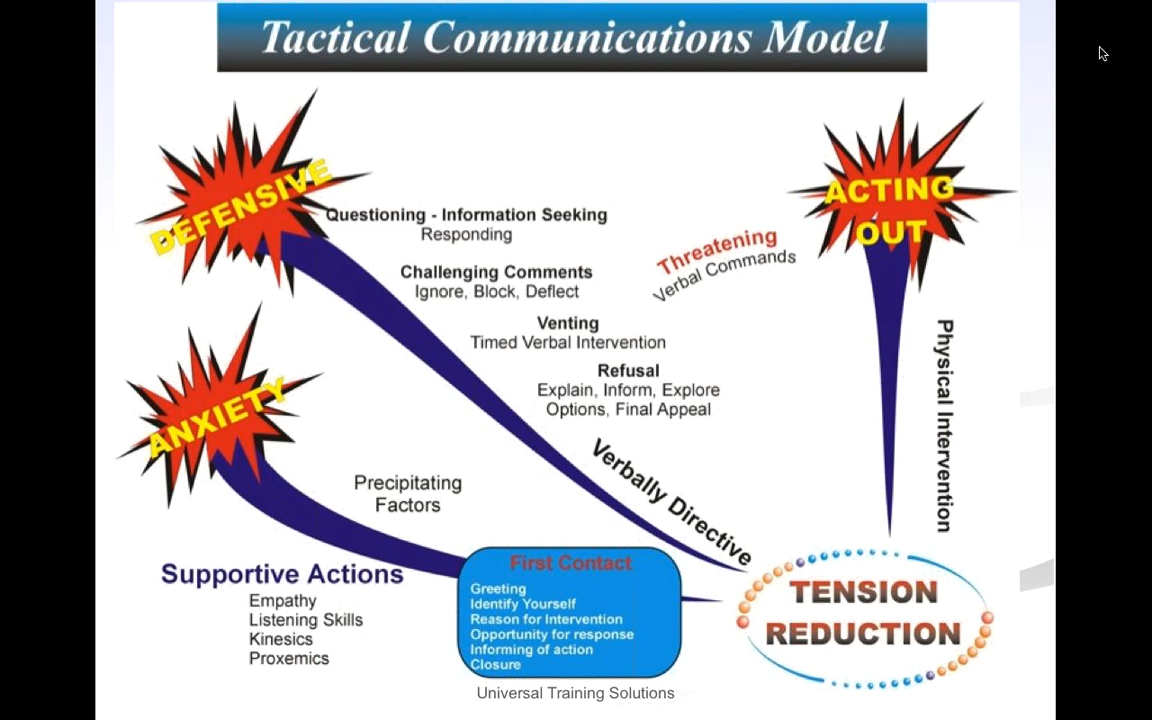 Tactical Communications Model
DEFENSIVE
ACTING
OUT
Questioning - Information Seeking
Responding
Threatening
Verbal Commands
Challenging Comments
Ignore, Block, Deflect
Venting
Timed Verbal Intervention
Refusal
Explain, Inform, Explore
Options, Final Appeal
Physical Intervention
ANXIETY
Verbally Directive
Precipitating
Factors
Supportive Actions
Empathy
Listening Skills
Kinesics
Proxemics
First Contact
Greeting
Identify Yourself
Reason for Intervention
Opportunity for response
Informing of action
Closure
TENSION
REDUCTION
Universal Training Solutions